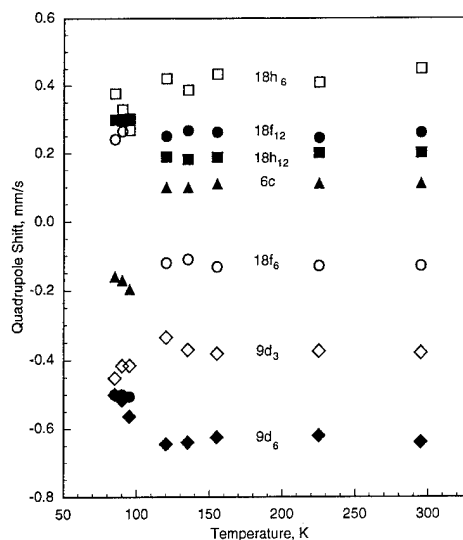 0.6
0.4
0.2
0.0
-0.2
-0.4
-0.6
-0.8
Quadrupole Shift, mm/s
18h6
18f12
18h12
6c
18f6
9d3
9d6
50 100 150 200 250 300
Temperature, K